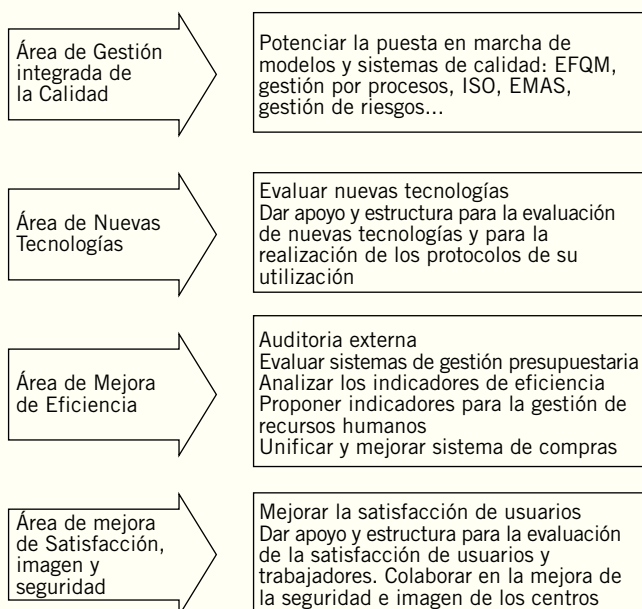 Área de Gestión
integrada de
la Calidad
Potenciar la puesta en marcha de
modelos y sistemas de calidad: EFQM,
gestión por procesos, ISO, EMAS,
gestión de riesgos...
Área de Nuevas
Tecnologías
Evaluar nuevas tecnologías
Dar apoyo y estructura para la evaluación
de nuevas tecnologías y para la
realización de los protocolos de su
utilización
Área de Mejora
de Eficiencia
Auditoria externa
Evaluar sistemas de gestión presupuestaria
Analizar los indicadores de eficiencia
Proponer indicadores para la gestión de
recursos humanos
Unificar y mejorar sistema de compras
Área de mejora
de Satisfacción,
imagen y
seguridad
Mejorar la satisfacción de usuarios
Dar apoyo y estructura para la evaluación
de la satisfacción de usuarios y
trabajadores. Colaborar en la mejora de
la seguridad e imagen de los centros